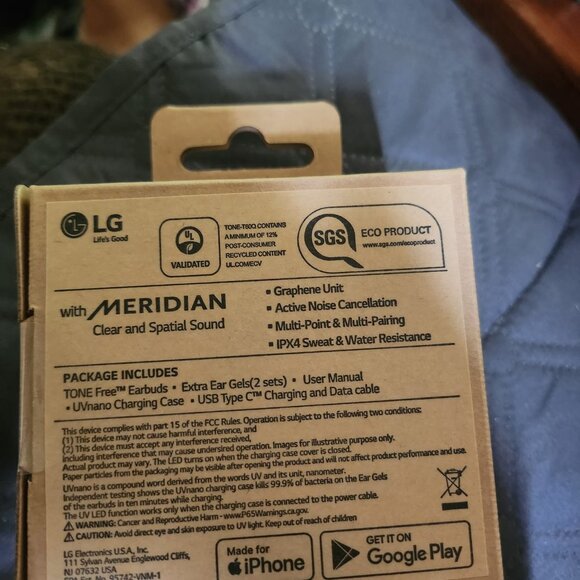 LG
Life's Good
UL
VALIDATED
TONE-T80Q CONTAINS
A MINIMUM OF 12%
POST-CONSUMER
RECYCLED CONTENT
UL.COM/ECV
SGS
ECO PRODUCT
www.sgs.com/ecoproduct
with MERIDIAN
Clear and Spatial Sound
▪ Graphene Unit
▪ Active Noise Cancellation
▪ Multi-Point & Multi-Pairing
▪ IPX4 Sweat & Water Resistance
PACKAGE INCLUDES
TONE Free™ Earbuds ▪ Extra Ear Gels(2 sets) ▪ User Manual
▪ UVnano Charging Case ▪ USB Type C™ Charging and Data cable
This device complies with part 15 of the FCC Rules. Operation is subject to the following two conditions:
(1) This device may not cause harmful interference, and
(2) This device must accept any interference received,
including interference that may cause undersired operation. Images for illustrative purpose only.
Actual product may vary. The LED turns on when the charging case cover is closed.
Paper particles from the packaging may be visible after opening the product and will not affect product performance and use.
UVnano is a compound word derived from the words UV and its unit, nanometer.
Independent testing shows the UVnano charging case kills 99.9% of bacteria on the Ear Gels
of the earbuds in ten minutes while charging.
The UV LED function works only when the charging case is connected to the power cable.
WARNING: Cancer and Reproductive Harm - www.P65Warnings.ca.gov.
CAUTION: Avoid direct eye and skin exposure to UV light. Keep out of reach of children
LG Electronics U.S.A., Inc.
111 Sylvan Avenue Englewood Cliffs,
NJ 07632 USA
EPA Est. No. 95742-VNM-1
Made for
iPhone
GET IT ON
Google Play